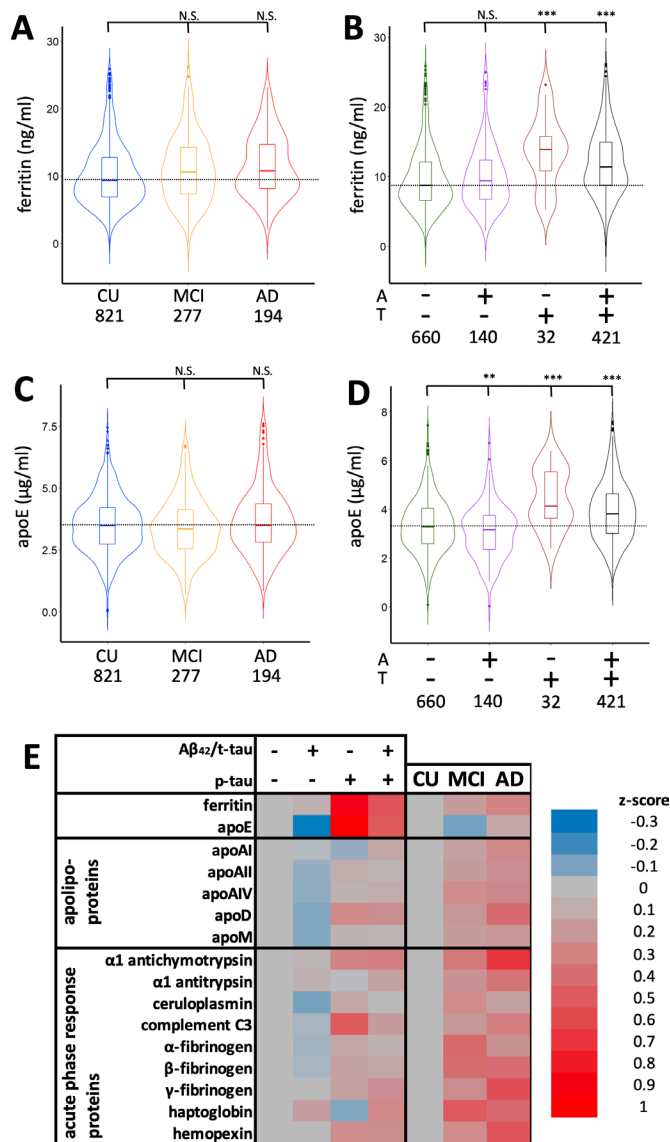 A
N.S.
N.S.
ferritin (ng/ml)
30
20
10
0
CU
MCI
AD
821
277
194
B
N.S.
***
***
ferritin (ng/ml)
30
20
10
0
A - + - +
T - - + +
660 140 32 421
C
N.S.
N.S.
apoE (µg/ml)
7.5
5.0
2.5
0.0
CU
MCI
AD
821
277
194
D
**
***
***
apoE (µg/ml)
8
6
4
2
0
A - + - +
T - - + +
660 140 32 421
E
Aβ42/t-tau - + - +
p-tau - - + +
CU MCI AD
ferritin
apoE
apolipo-
proteins
apoAI
apoAII
apoAIV
apoD
apoM
acute phase response
proteins
α1 antichymotrypsin
α1 antitrypsin
ceruloplasmin
complement C3
α-fibrinogen
β-fibrinogen
γ-fibrinogen
haptoglobin
hemopexin
z-score
-0.3
-0.2
-0.1
0
0.1
0.2
0.3
0.4
0.5
0.6
0.7
0.8
0.9
1